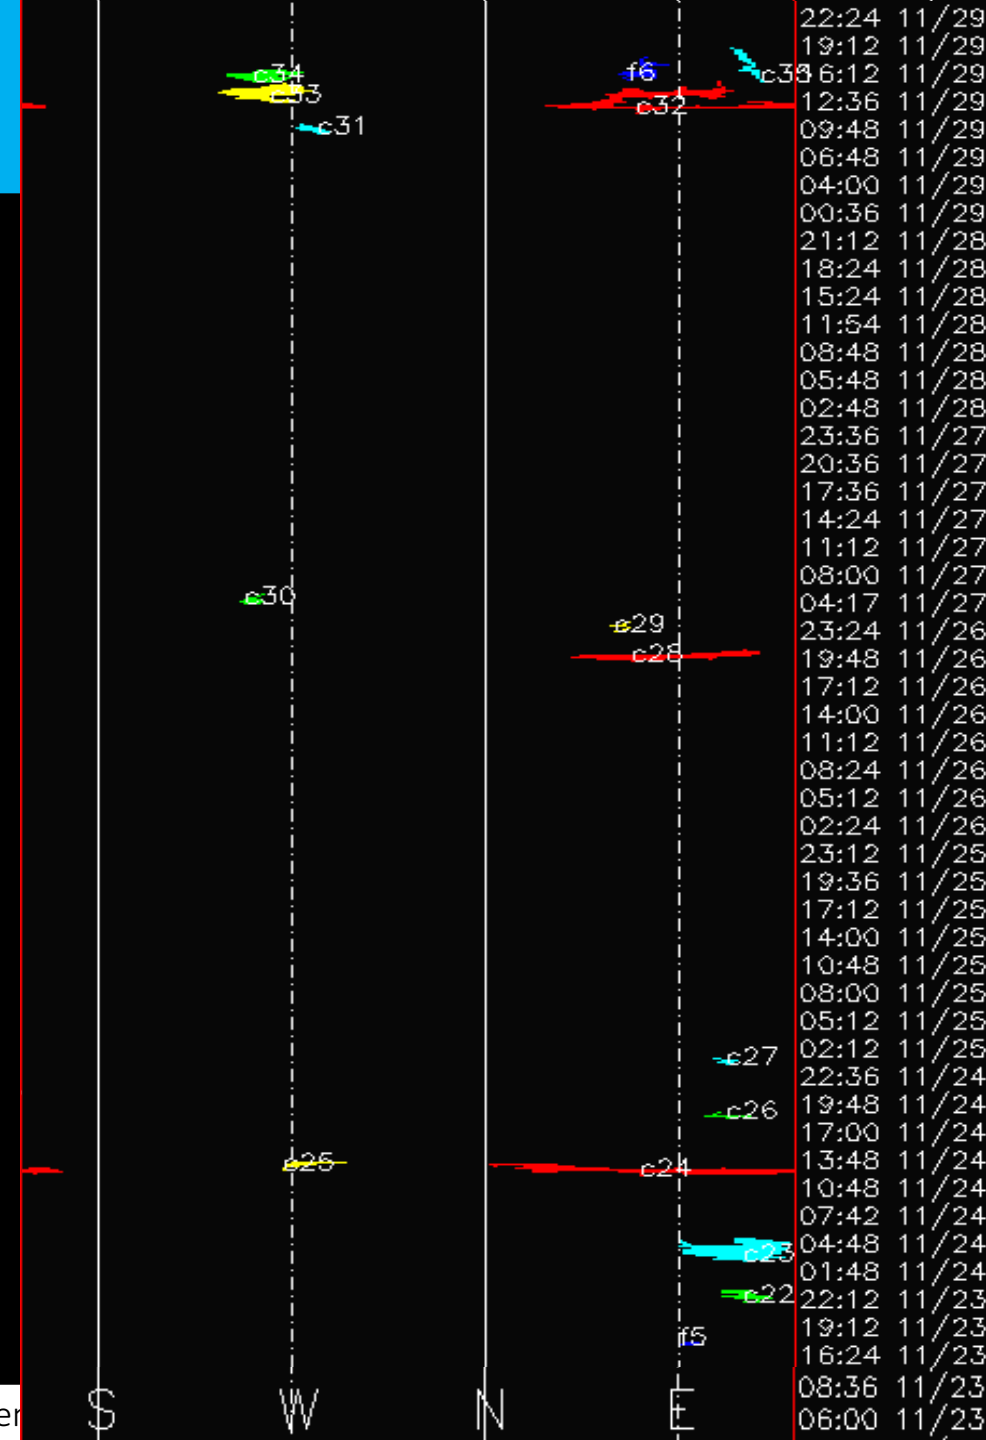 22:24 11/29
19:12 11/29
c34 f6 c35 16:12 11/29
c33 c32 12:36 11/29
c31 09:48 11/29
06:48 11/29
04:00 11/29
00:36 11/29
21:12 11/28
18:24 11/28
15:24 11/28
11:54 11/28
08:48 11/28
05:48 11/28
02:48 11/28
23:36 11/27
20:36 11/27
17:36 11/27
14:24 11/27
11:12 11/27
08:00 11/27
c30 04:17 11/27
c29 23:24 11/26
c28 19:48 11/26
17:12 11/26
14:00 11/26
11:12 11/26
08:24 11/26
05:12 11/26
02:24 11/26
23:12 11/25
19:36 11/25
17:12 11/25
14:00 11/25
10:48 11/25
08:00 11/25
05:12 11/25
c27 02:12 11/25
22:36 11/24
c26 19:48 11/24
17:00 11/24
c25 c24 13:48 11/24
10:48 11/24
07:42 11/24
c23 04:48 11/24
01:48 11/24
c22 22:12 11/23
f5 19:12 11/23
16:24 11/23
08:36 11/23
er S W N E 06:00 11/23